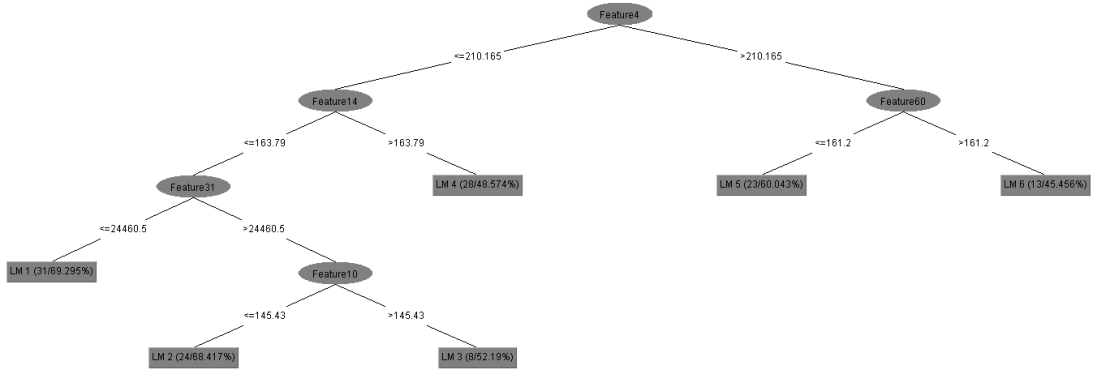 Feature4
<=210.165
>210.165
Feature14
Feature60
<=163.79
>163.79
<=161.2
>161.2
Feature31
LM 4 (28/48.574%)
LM 5 (23/60.043%)
LM 6 (13/45.456%)
<=24460.5
>24460.5
LM 1 (31/69.295%)
Feature10
<=145.43
>145.43
LM 2 (24/68.417%)
LM 3 (8/52.19%)